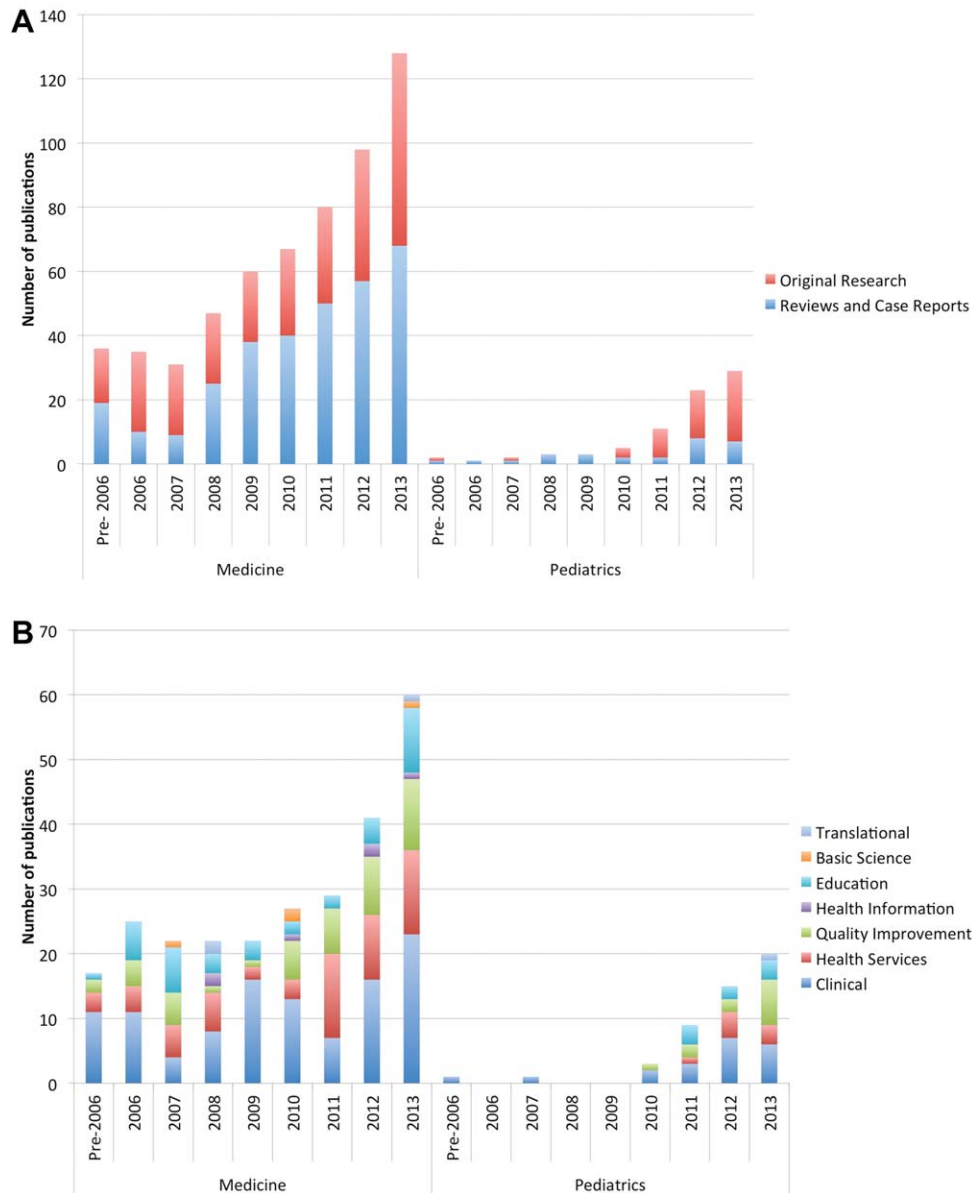 A
140
120
100
80
60
40
20
0
Number of publications
Pre- 2006
2006
2007
2008
2009
2010
2011
2012
2013
Pre- 2006
2006
2007
2008
2009
2010
2011
2012
2013
Medicine
Pediatrics
Original Research
Reviews and Case Reports
B
70
60
50
40
30
20
10
0
Number of publications
Pre-2006
2006
2007
2008
2009
2010
2011
2012
2013
Pre-2006
2006
2007
2008
2009
2010
2011
2012
2013
Medicine
Pediatrics
Translational
Basic Science
Education
Health Information
Quality Improvement
Health Services
Clinical